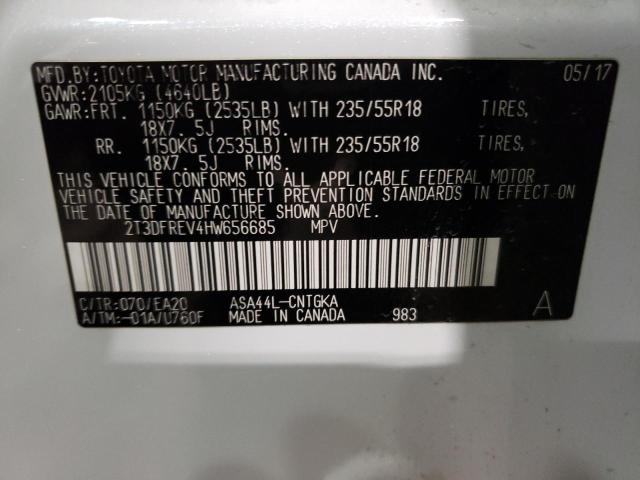 MFD.BY:TOYOTA MOTOR MANUFACTURING CANADA INC. 05/17
GVWR:2105KG (4640LB)
GAWR:FRT. 1150KG (2535LB) WITH 235/55R18 TIRES,
18X7. 5J RIMS.
RR. 1150KG (2535LB) WITH 235/55R18 TIRES,
18X7. 5J RIMS.
THIS VEHICLE CONFORMS TO ALL APPLICABLE FEDERAL MOTOR
VEHICLE SAFETY AND THEFT PREVENTION STANDARDS IN EFFECT ON
THE DATE OF MANUFACTURE SHOWN ABOVE.
2T3DFREV4HW656685 MPV
C/TR:070/EA20 ASA44L-CNTGKA A
A/TM:-01A/U760F MADE IN CANADA 983